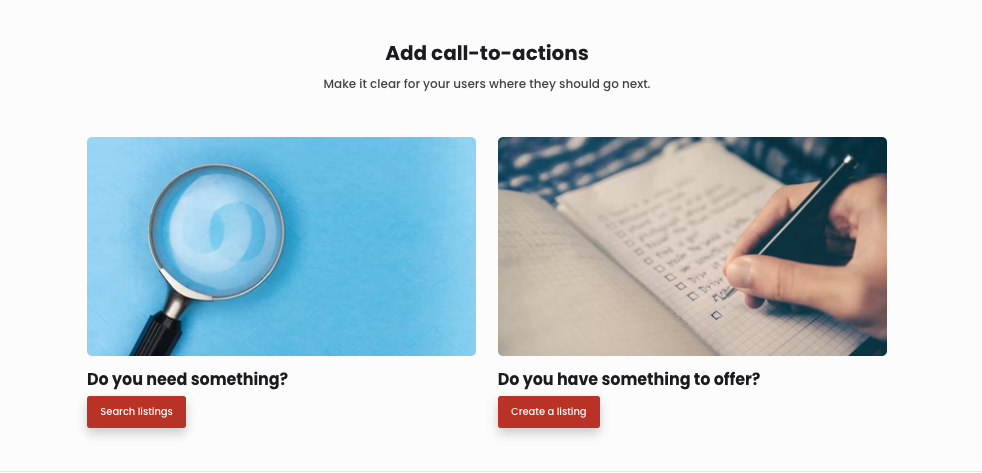 Add call-to-actions
Make it clear for your users where they should go next.
Do you need something?
Search listings
Do you have something to offer?
Create a listing